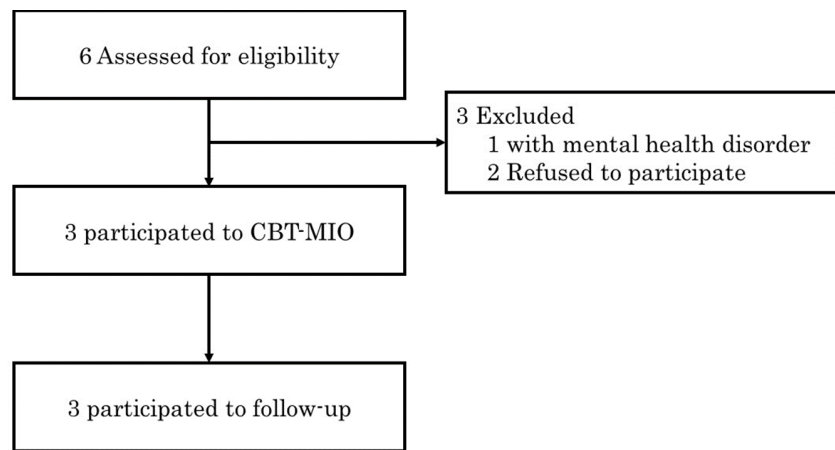 6 Assessed for eligibility
3 Excluded
1 with mental health disorder
2 Refused to participate
3 participated to CBT-MIO
3 participated to follow-up